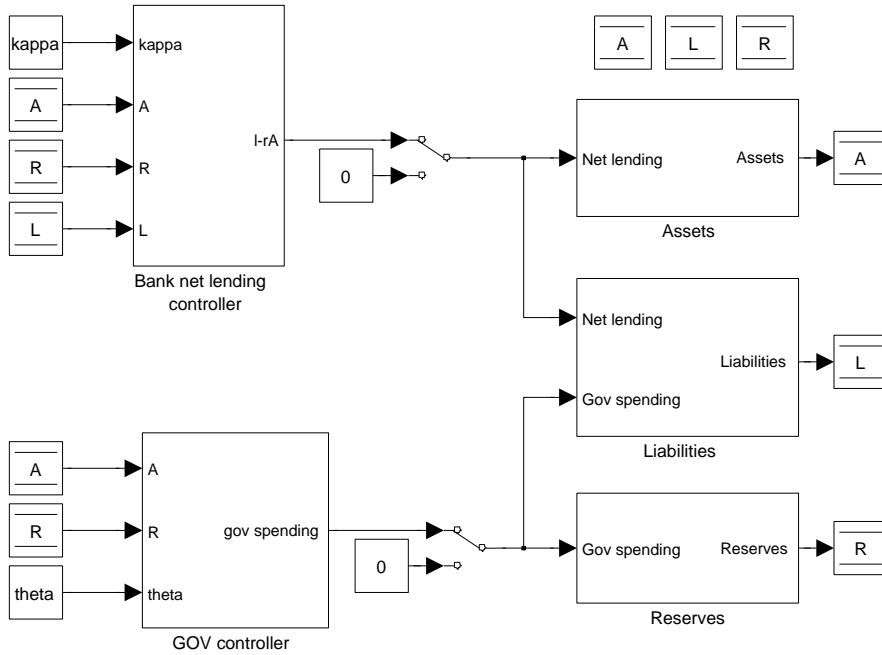 kappa
A
R
L
kappa
A
R
L
I-rA
Bank net lending
controller
0
A
L
R
Net lending
Assets
Assets
A
Net lending
Gov spending
Liabilities
Liabilities
L
A
R
theta
A
R
theta
gov spending
GOV controller
0
Gov spending
Reserves
Reserves
R